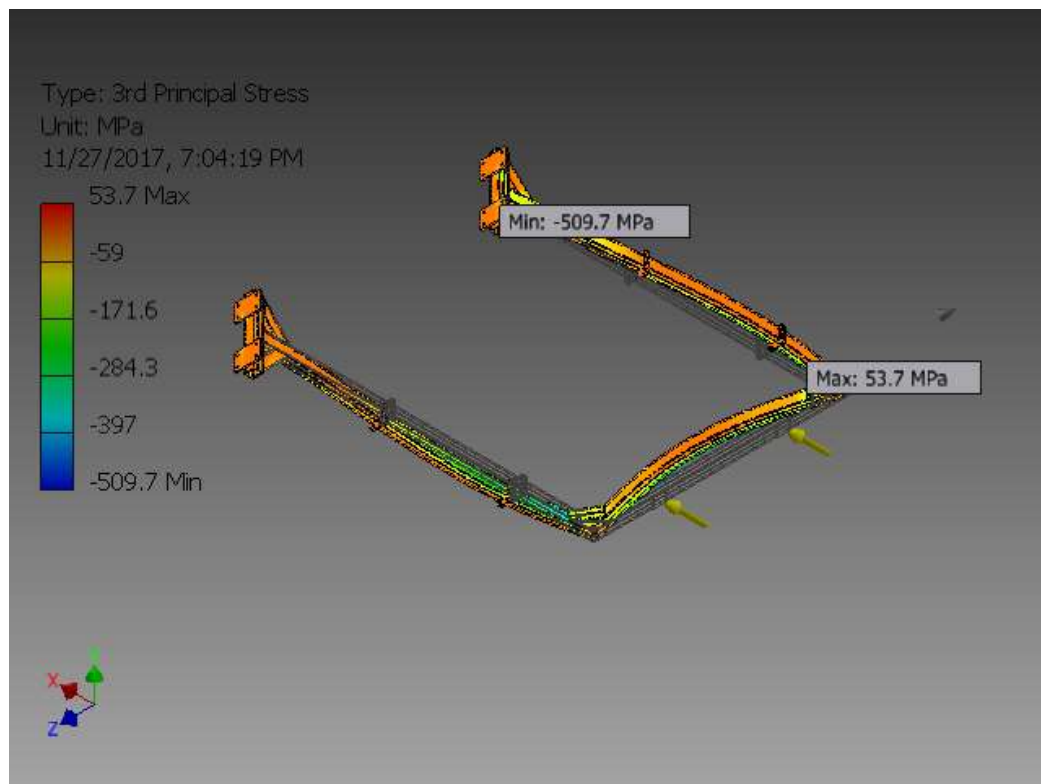 Type: 3rd Principal Stress
Unit: MPa
11/27/2017, 7:04:19 PM
53.7 Max
-59
-171.6
-284.3
-397
-509.7 Min
Min: -509.7 MPa
Max: 53.7 MPa
X
Z